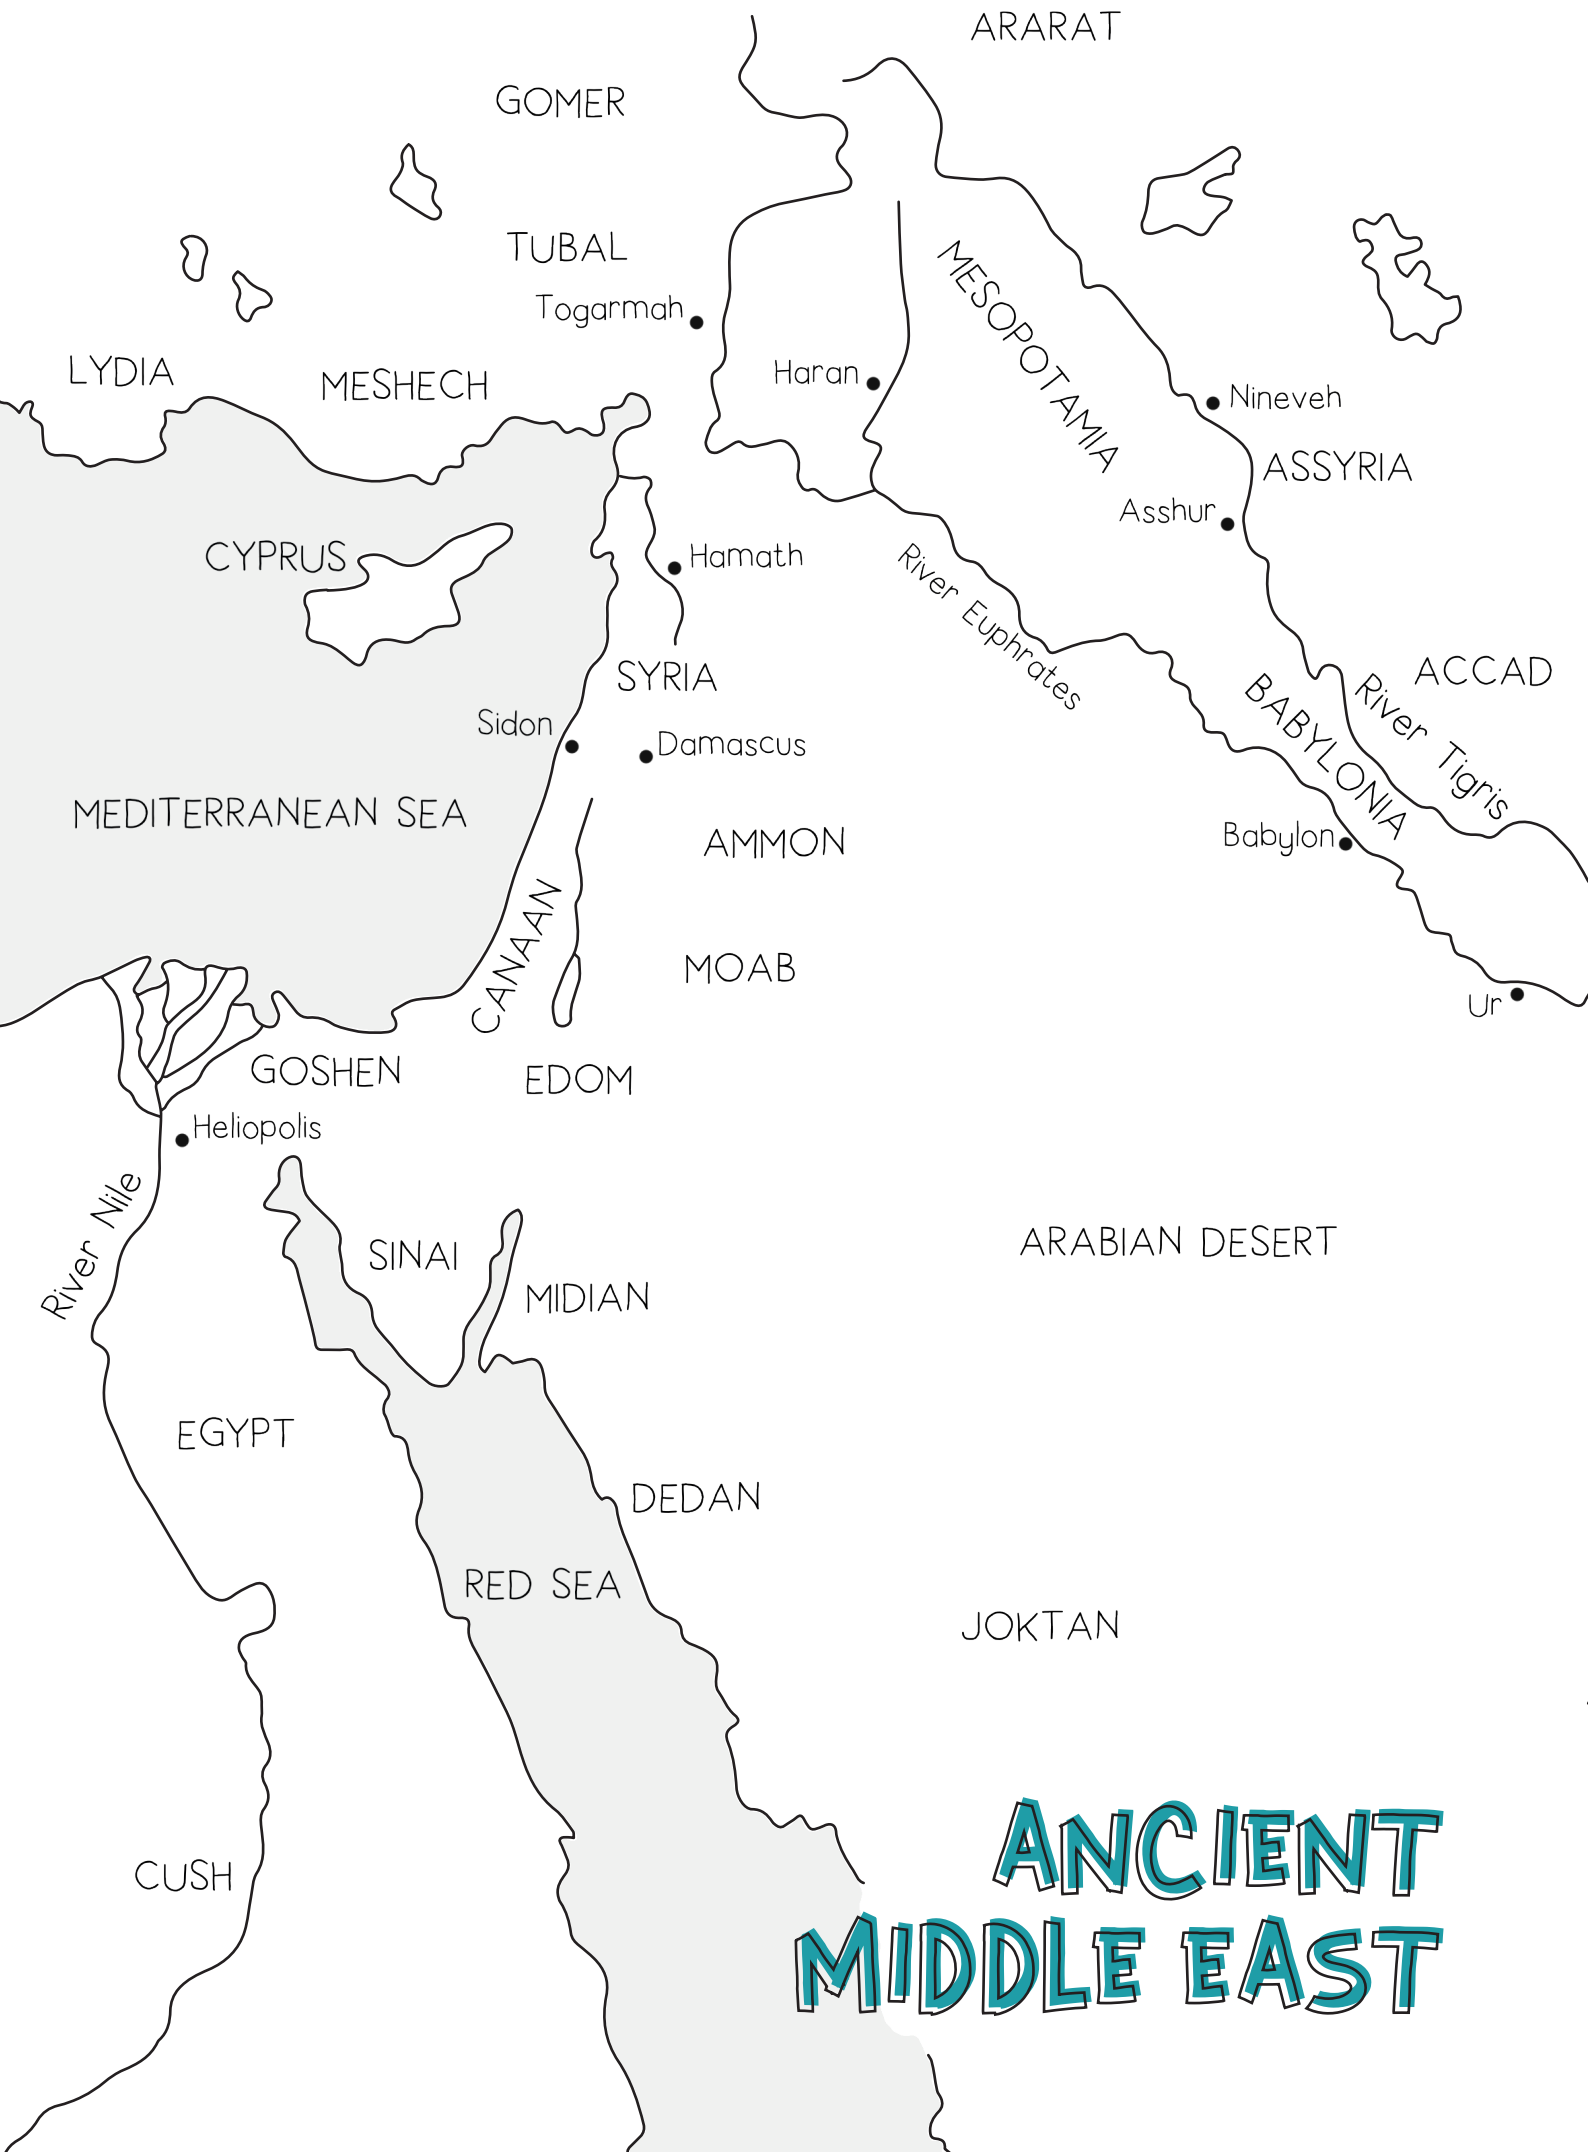 ARARAT
GOMER
TUBAL
Togarmah
LYDIA
MESHECH
Haran
MESOPOTAMIA
Nineveh
ASSYRIA
Asshur
CYPRUS
Hamath
River Euphrates
SYRIA
ACCAD
BABYLONIA
River Tigris
Sidon
Damascus
MEDITERRANEAN SEA
AMMON
Babylon
CANAAN
MOAB
Ur
GOSHEN
EDOM
Heliopolis
River Nile
SINAI
MIDIAN
ARABIAN DESERT
EGYPT
DEDAN
RED SEA
JOKTAN
CUSH
ANCIENT
MIDDLE EAST